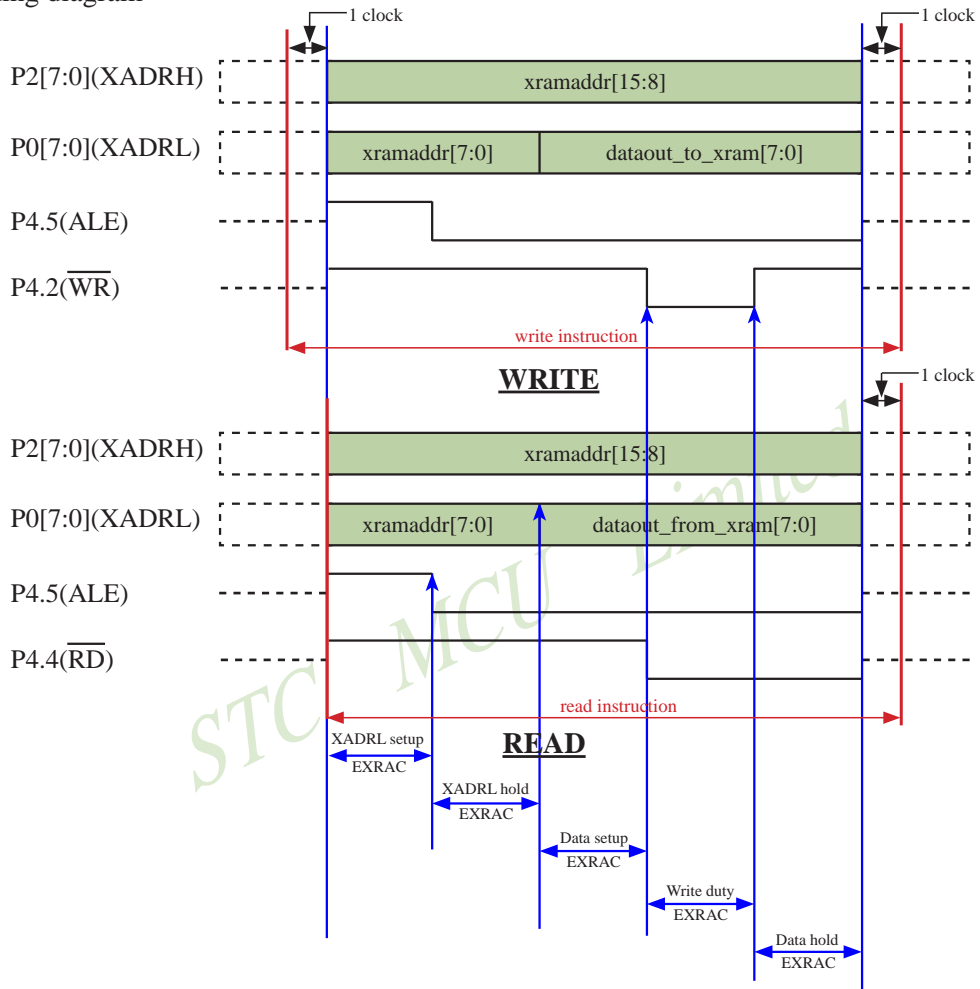 ing diagram
1 clock
1 clock
P2[7:0](XADRH)
xramaddr[15:8]
P0[7:0](XADRL)
xramaddr[7:0]
dataout_to_xram[7:0]
P4.5(ALE)
P4.2(WR)
write instruction
WRITE
1 clock
P2[7:0](XADRH)
xramaddr[15:8]
P0[7:0](XADRL)
xramaddr[7:0]
dataout_from_xram[7:0]
P4.5(ALE)
P4.4(RD)
read instruction
READ
STC MCU Limited
XADRL setup
EXRAC
XADRL hold
EXRAC
Data setup
EXRAC
Write duty
EXRAC
Data hold
EXRAC